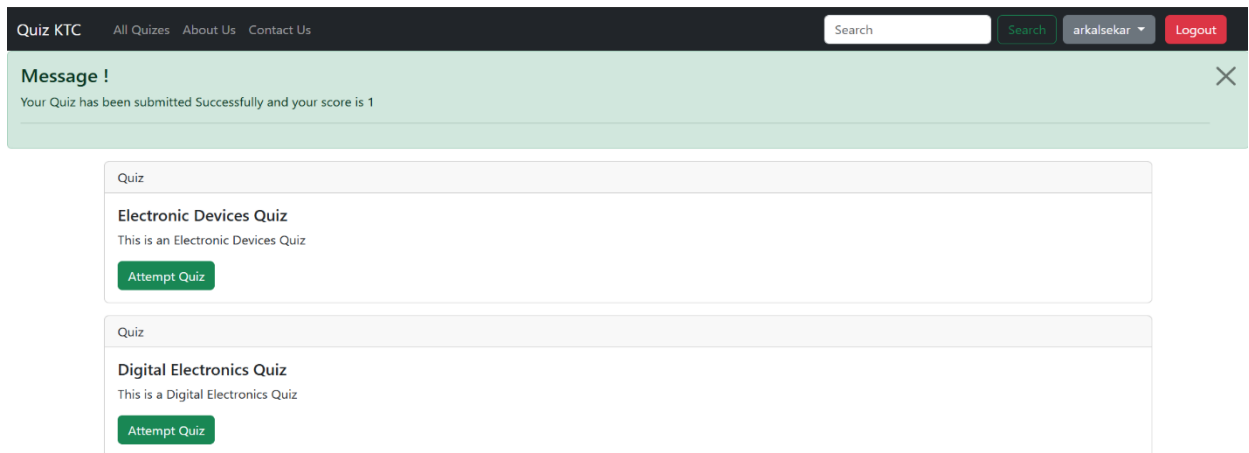 Quiz KTC All Quizes About Us Contact Us Search Search arkalsekar Logout
Message !
Your Quiz has been submitted Successfully and your score is 1
Quiz
Electronic Devices Quiz
This is an Electronic Devices Quiz
Attempt Quiz
Quiz
Digital Electronics Quiz
This is a Digital Electronics Quiz
Attempt Quiz